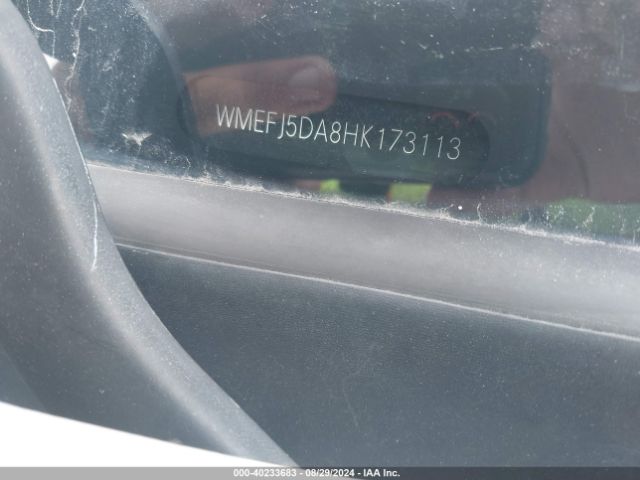 WMEFJ5DA8HK173113
000-40233683 - 08/29/2024 - IAA Inc.